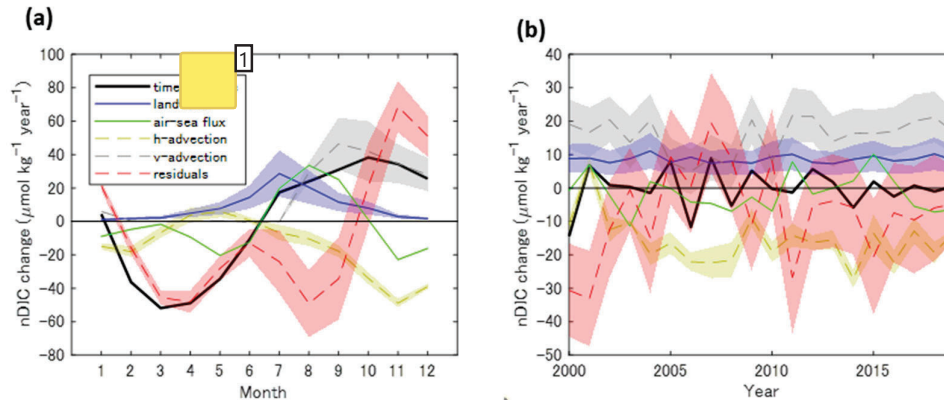 (a)
1
nDIC change (μmol kg⁻¹ year⁻¹)
100
80
60
40
20
0
-20
-40
-60
-80
time
land
air-sea flux
h-advection
v-advection
residuals
1 2 3 4 5 6 7 8 9 10 11 12
Month
(b)
nDIC change (μmol kg⁻¹ year⁻¹)
40
30
20
10
0
-10
-20
-30
-40
-50
2000 2005 2010 2015
Year